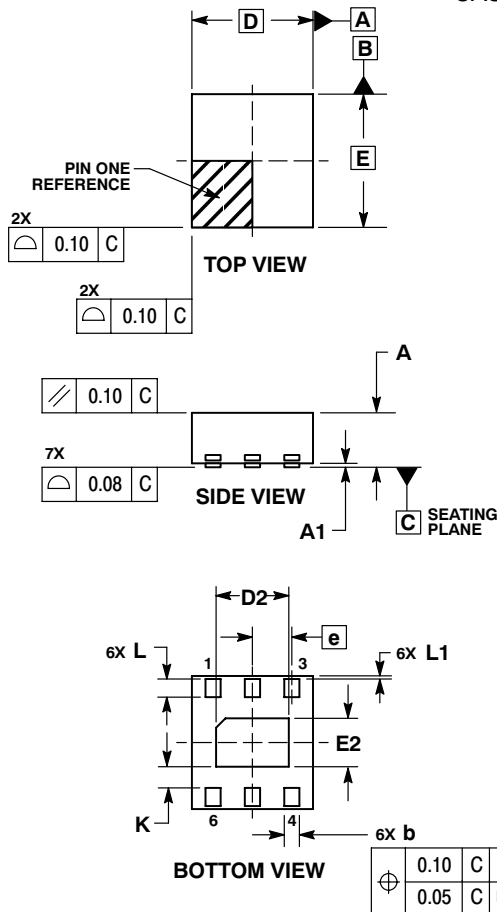 D
A
B
E
PIN ONE
REFERENCE
2X
⌓ 0.10 C
TOP VIEW
2X
⌓ 0.10 C
A
// 0.10 C
7X
⌓ 0.08 C
SIDE VIEW
A1
C SEATING
PLANE
D2
e
6X L
1
3
6X L1
E2
K
6
4
6X b
BOTTOM VIEW
⌖ 0.10 C
0.05 C